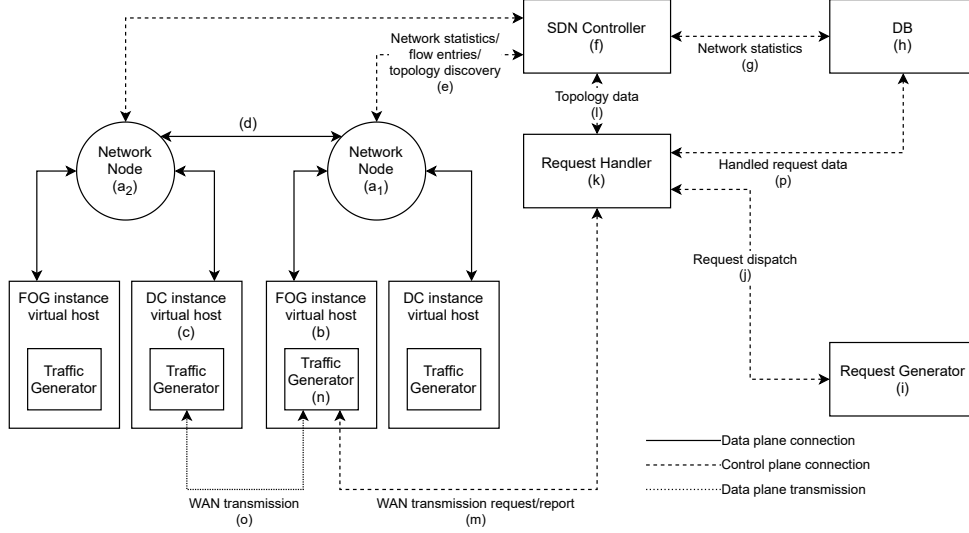 SDN Controller
(f)
DB
(h)
Network statistics/
flow entries/
topology discovery
(e)
Network statistics
(g)
(d)
Topology data
(l)
Network
Node
(a2)
Network
Node
(a1)
Request Handler
(k)
Handled request data
(p)
Request dispatch
(j)
FOG instance
virtual host
DC instance
virtual host
(c)
FOG instance
virtual host
(b)
DC instance
virtual host
Traffic
Generator
Traffic
Generator
Traffic
Generator
(n)
Traffic
Generator
Request Generator
(i)
Data plane connection
Control plane connection
Data plane transmission
WAN transmission
(o)
WAN transmission request/report
(m)